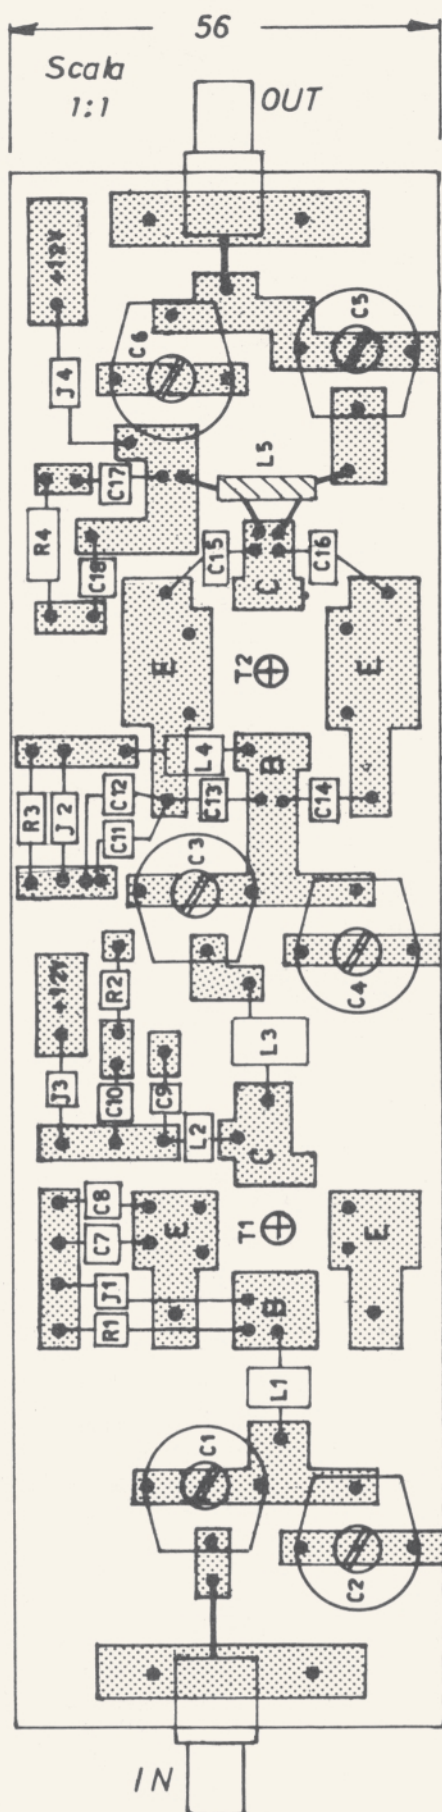 56
Scala
1:1
OUT
+12V
C6
C5
J4
L5
C17
R4
C18
C15
C16
C
E
T2
E
L4
B
R3
J2
C12
C11
C13
C14
C3
+12V
R2
C4
J3
C10
C9
L3
L2
C
C8
C7
E
T1
E
J1
R1
B
L1
C1
C2
IN